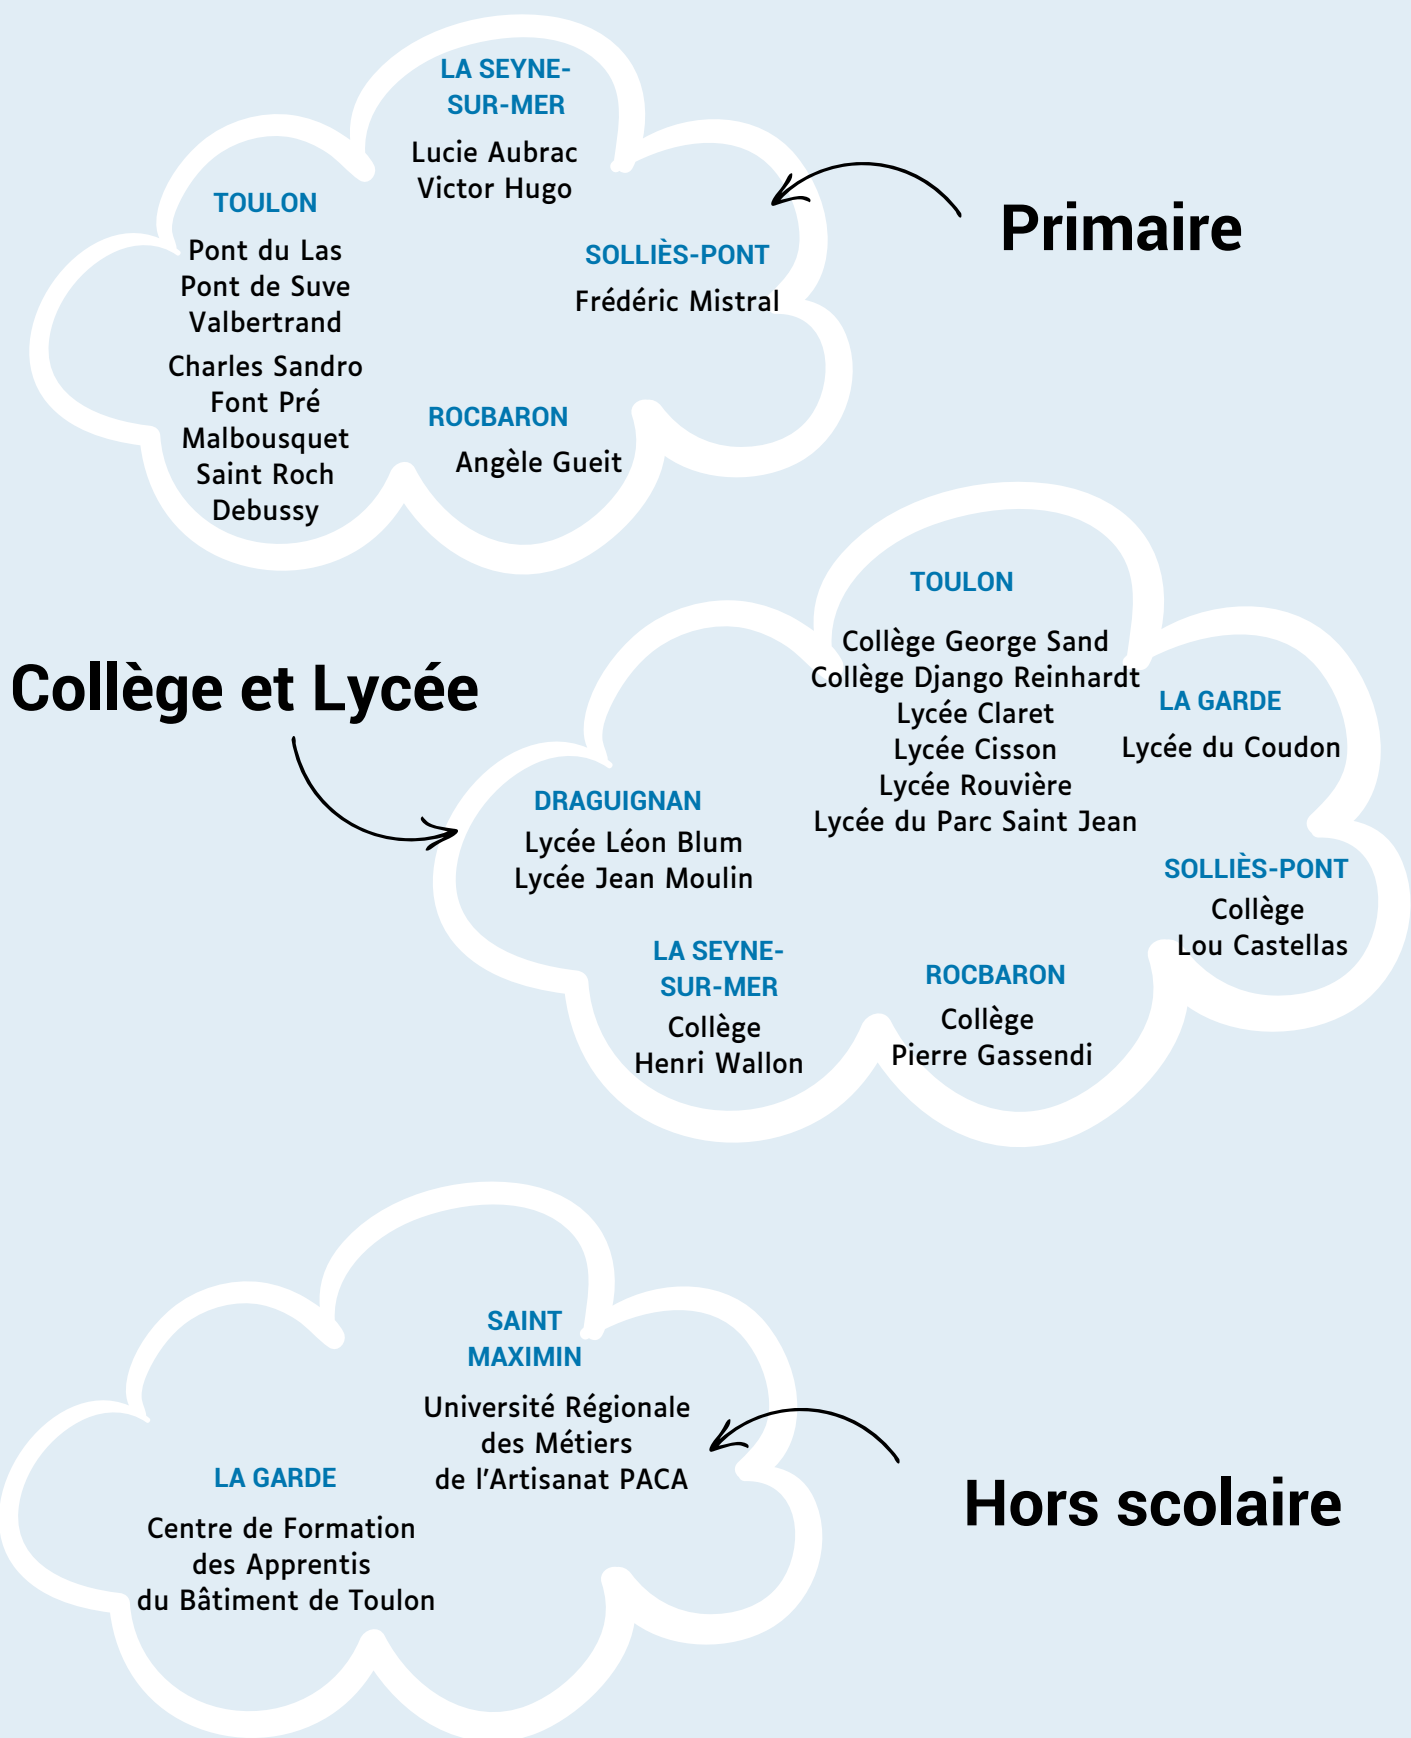 LA SEYNE-
SUR-MER
Lucie Aubrac
Victor Hugo
TOULON
Pont du Las
Pont de Suve
Valbertrand
Charles Sandro
Font Pré
Malbousquet
Saint Roch
Debussy
SOLLIÈS-PONT
Frédéric Mistral
ROCBARON
Angèle Gueit
Primaire
Collège et Lycée
TOULON
Collège George Sand
Collège Django Reinhardt
Lycée Claret
Lycée Cisson
Lycée Rouvière
Lycée du Parc Saint Jean
LA GARDE
Lycée du Coudon
DRAGUIGNAN
Lycée Léon Blum
Lycée Jean Moulin
SOLLIÈS-PONT
Collège
Lou Castellas
LA SEYNE-
SUR-MER
Collège
Henri Wallon
ROCBARON
Collège
Pierre Gassendi
SAINT
MAXIMIN
Université Régionale
des Métiers
de l'Artisanat PACA
LA GARDE
Centre de Formation
des Apprentis
du Bâtiment de Toulon
Hors scolaire